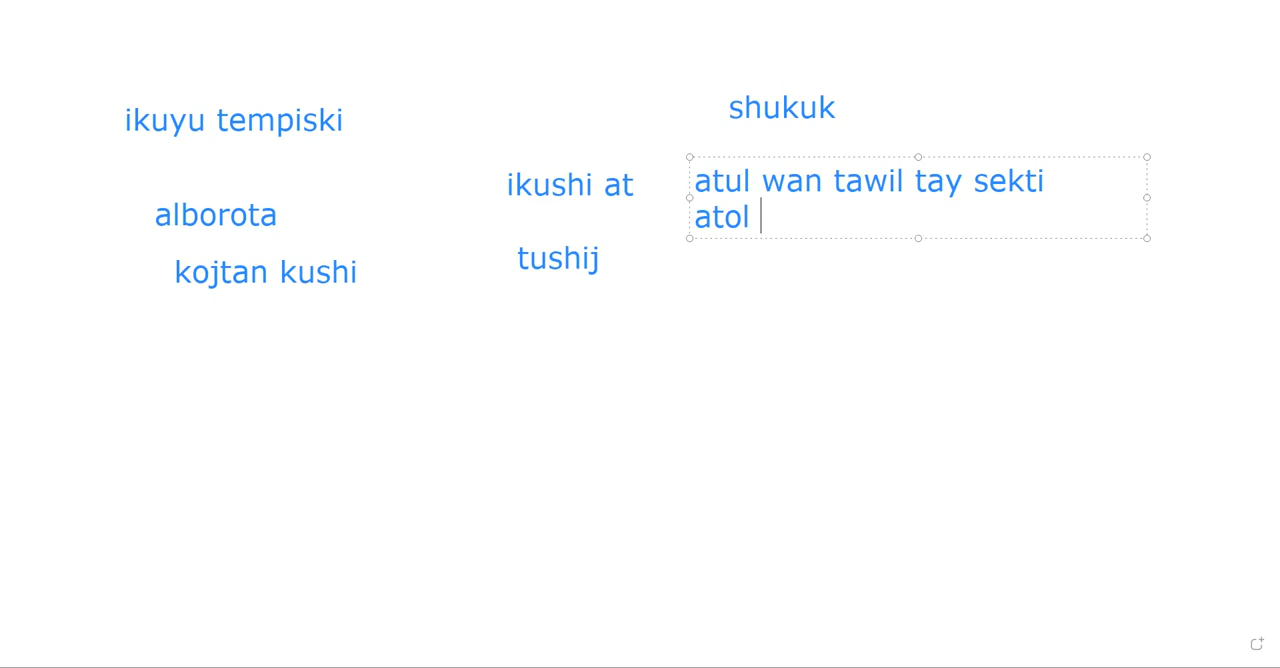 ikuyu tempiski
alborota
kojtan kushi
ikushi at
tushij
shukuk
atul wan tawil tay sekti
atol